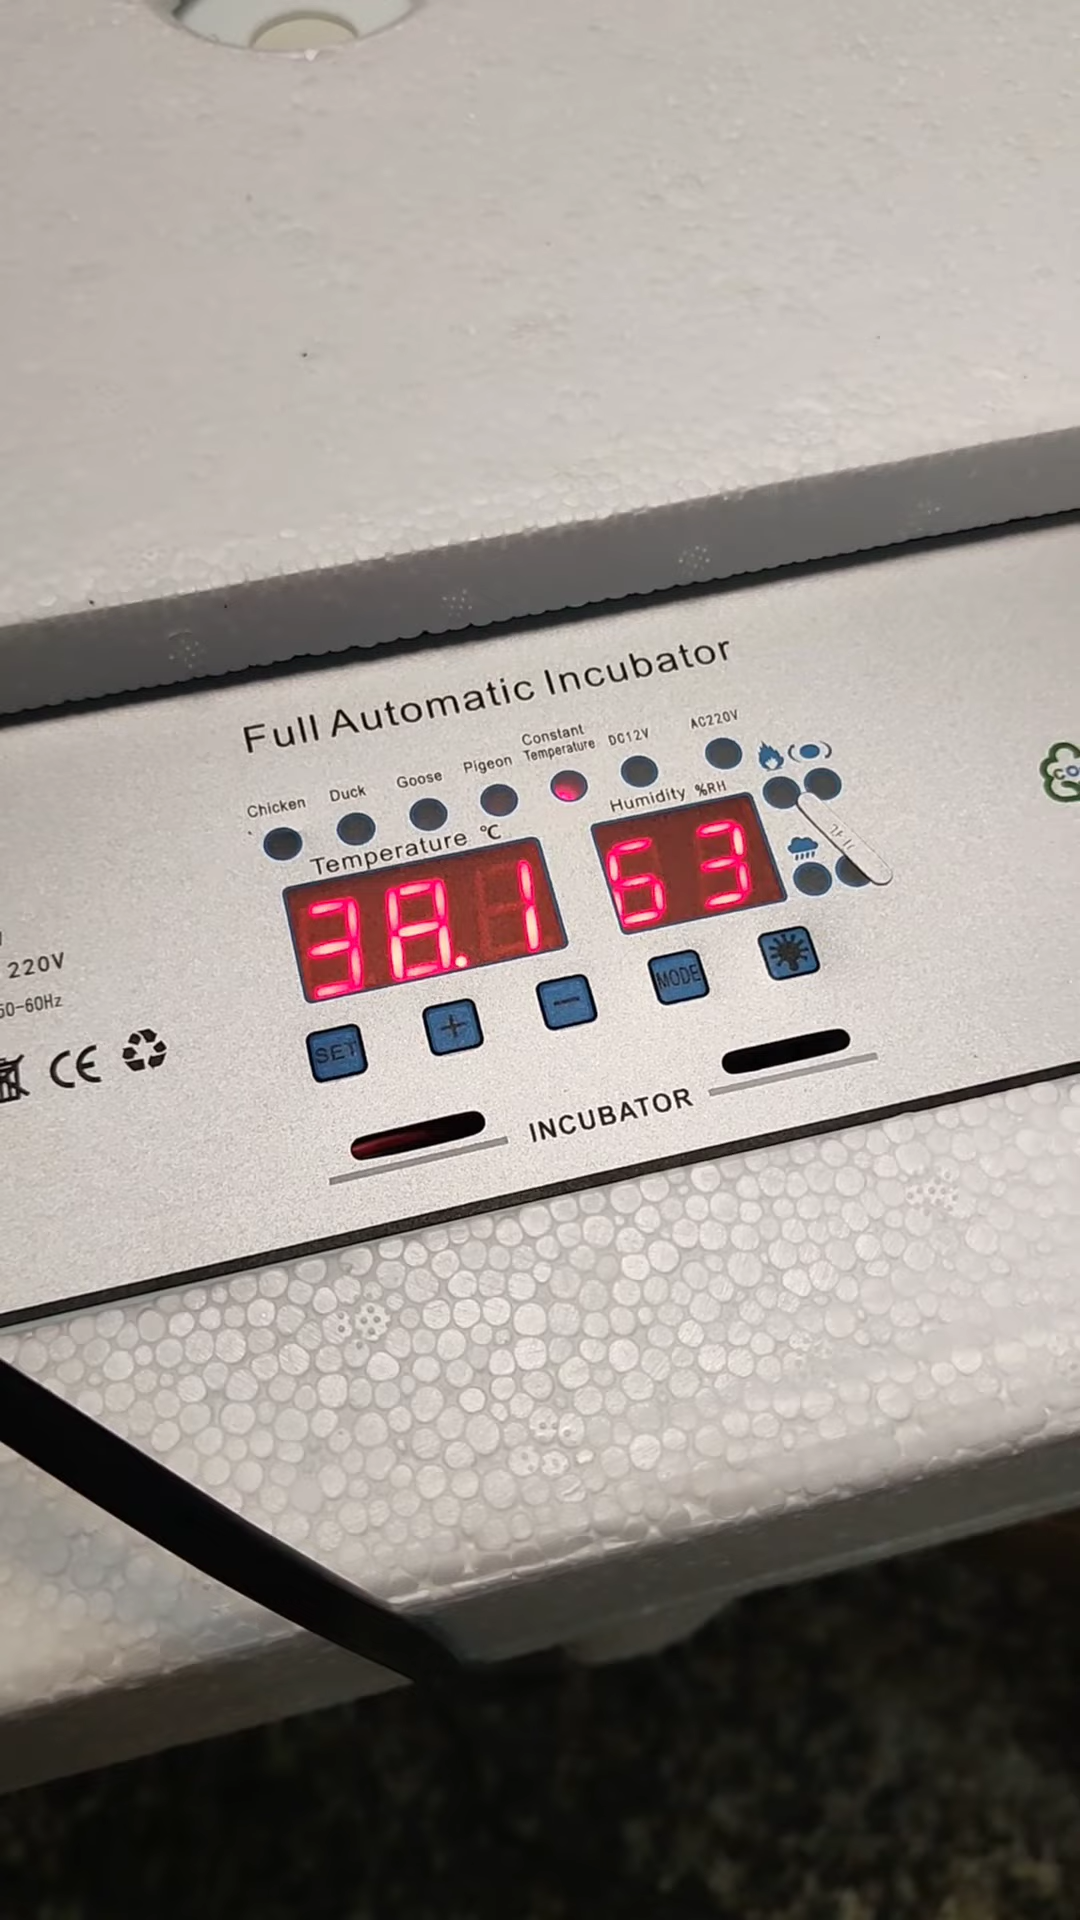 Full Automatic Incubator
Chicken
Duck
Goose
Pigeon
Constant
Temperature
DC12V
AC220V
Temperature ℃
Humidity %RH
38.1
63
220V
50-60Hz
CE
SET
+
-
MODE
INCUBATOR